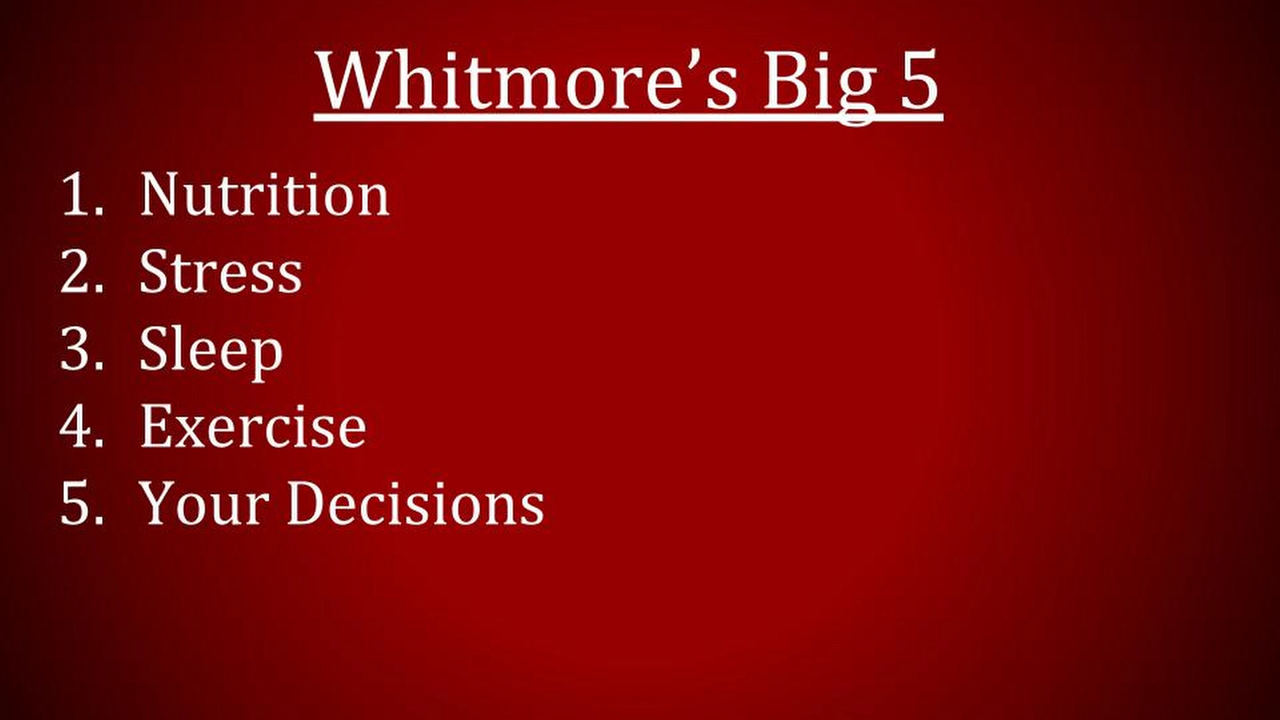 Whitmore’s Big 5
1. Nutrition
2. Stress
3. Sleep
4. Exercise
5. Your Decisions